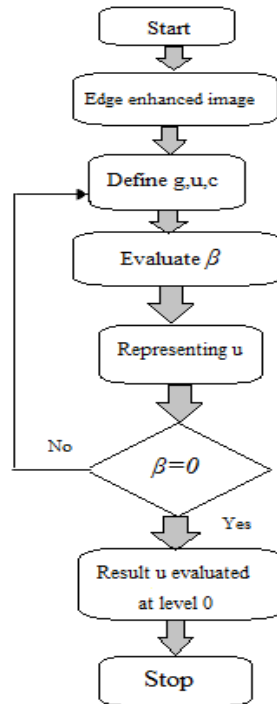 Start
Edge enhanced image
Define g,u,c
Evaluate β
Representing u
No
β=0
Yes
Result u evaluated
at level 0
Stop